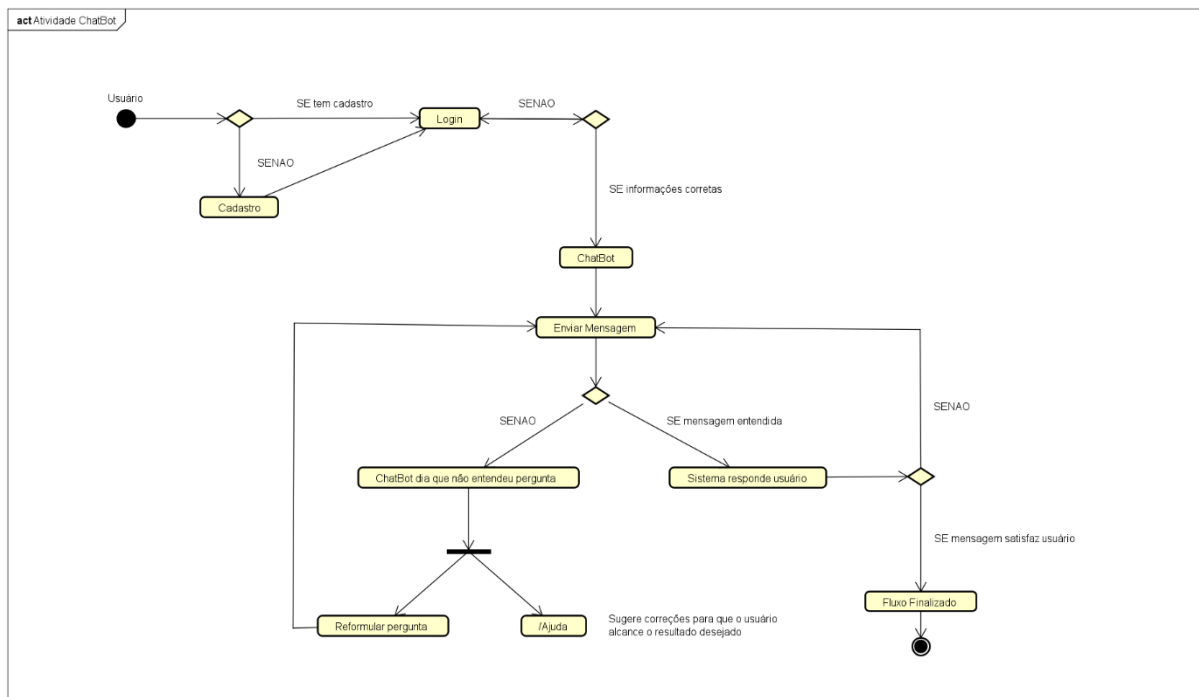 act Atividade ChatBot
Usuário
SE tem cadastro
Login
SENAO
SENAO
Cadastro
SE informações corretas
ChatBot
Enviar Mensagem
SENAO
SE mensagem entendida
SENAO
ChatBot dia que não entendeu pergunta
Sistema responde usuário
SE mensagem satisfaz usuário
Fluxo Finalizado
Reformular pergunta
/Ajuda
Sugere correções para que o usuário
alcance o resultado desejado